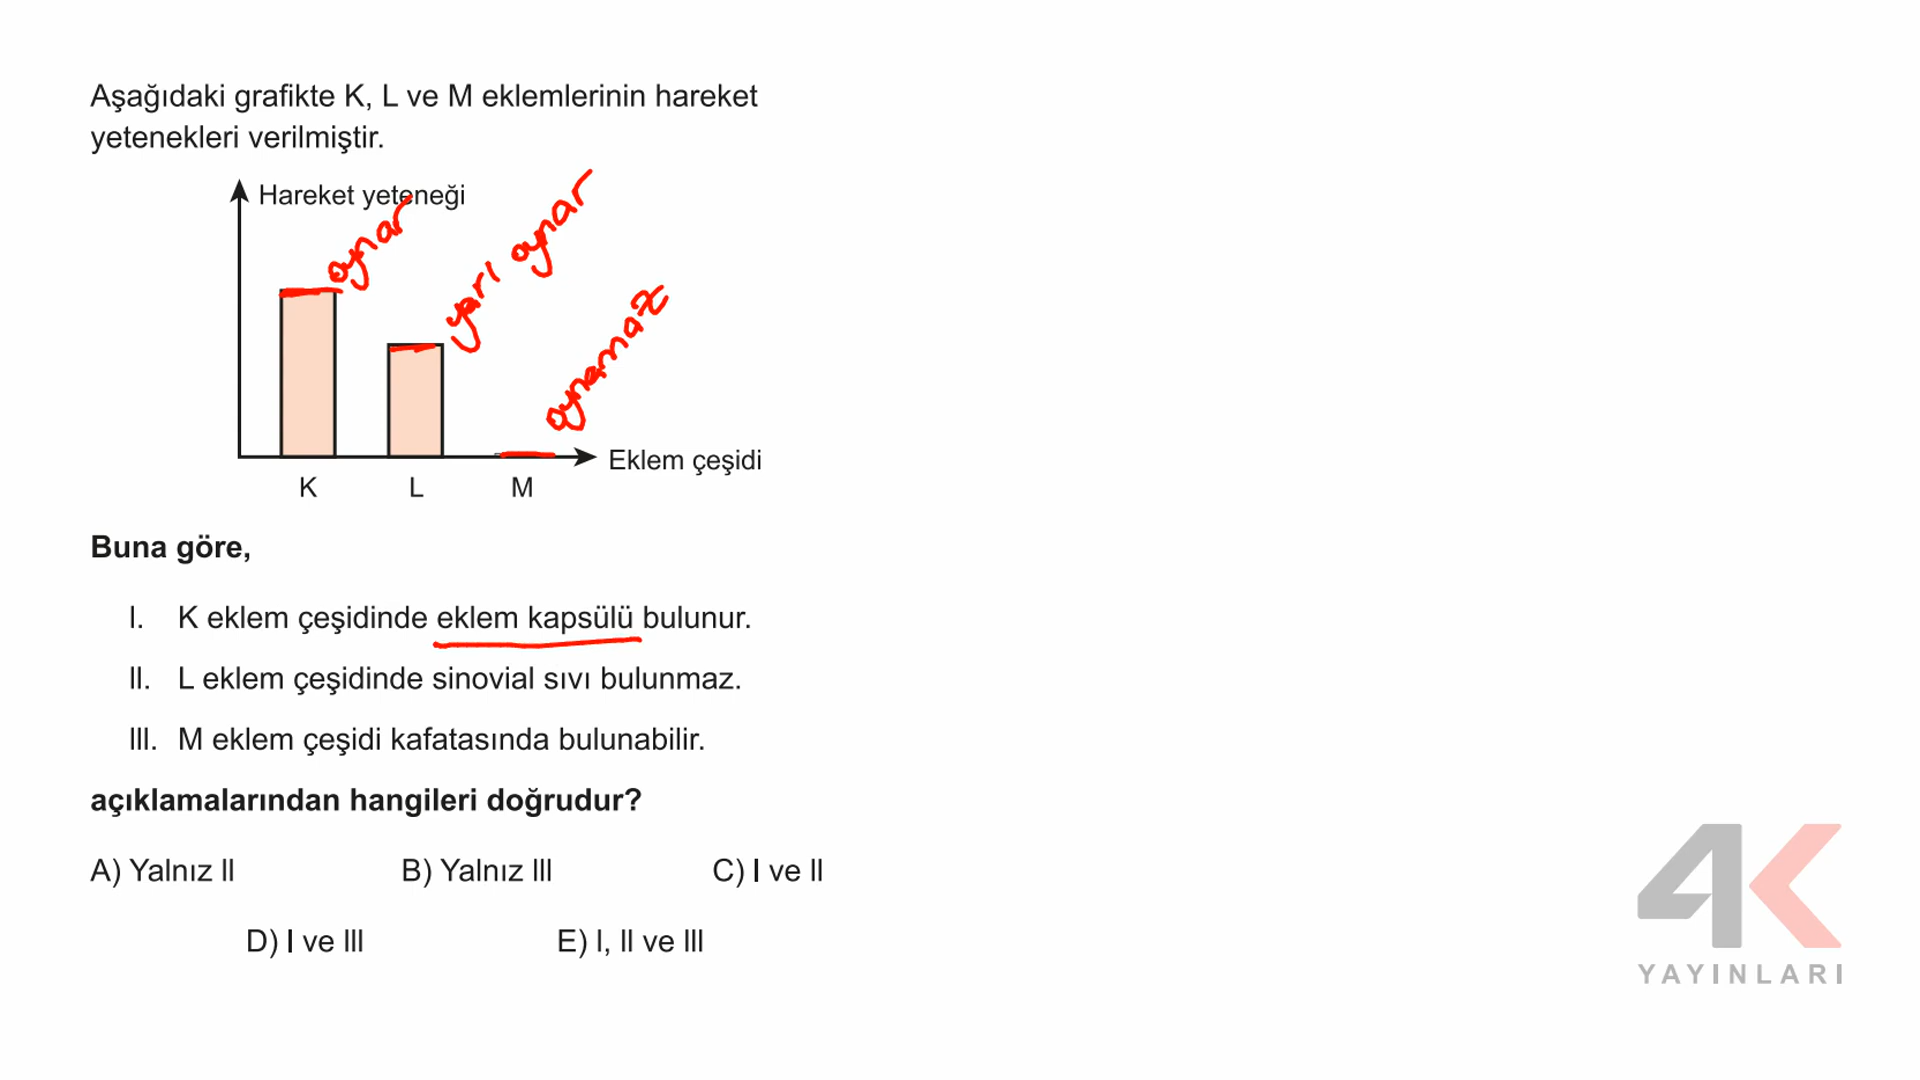 Aşağıdaki grafikte K, L ve M eklemlerinin hareket
yetenekleri verilmiştir.
Hareket yeteneği
oynar
yarı oynar
oynamaz
Eklem çeşidi
K L M
Buna göre,
I. K eklem çeşidinde eklem kapsülü bulunur.
II. L eklem çeşidinde sinovial sıvı bulunmaz.
III. M eklem çeşidi kafatasında bulunabilir.
açıklamalarından hangileri doğrudur?
A) Yalnız II B) Yalnız III C) I ve II
D) I ve III E) I, II ve III
4K
YAYINLARI